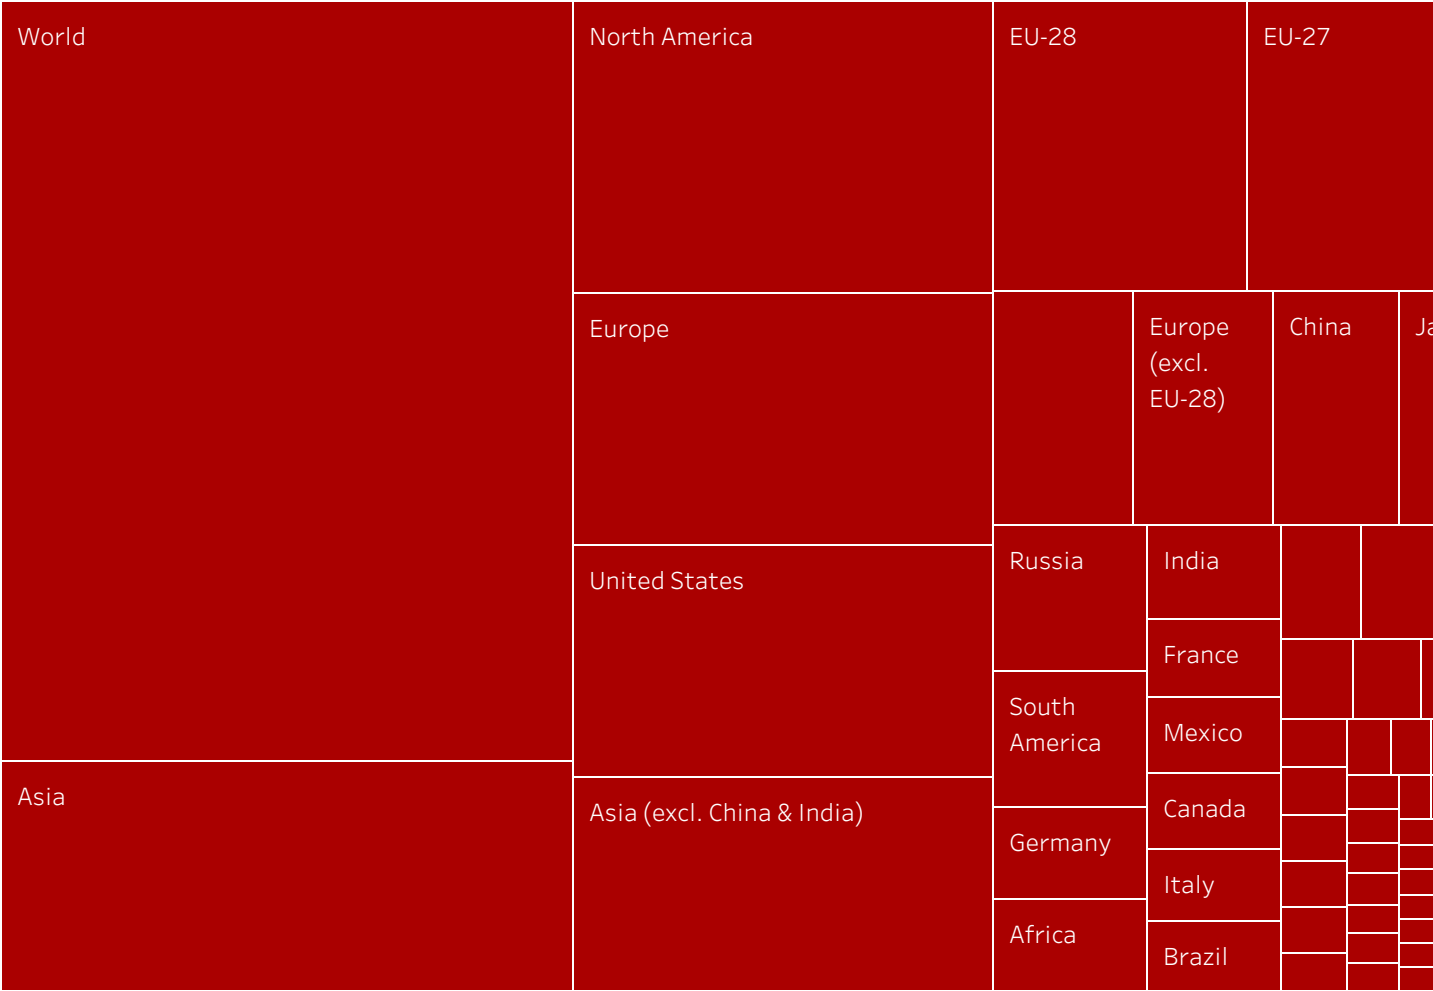 World
North America
EU-28
EU-27
Europe
Europe
(excl.
EU-28)
China
Ja
United States
Russia
India
France
South
America
Mexico
Asia
Asia (excl. China & India)
Canada
Germany
Italy
Africa
Brazil